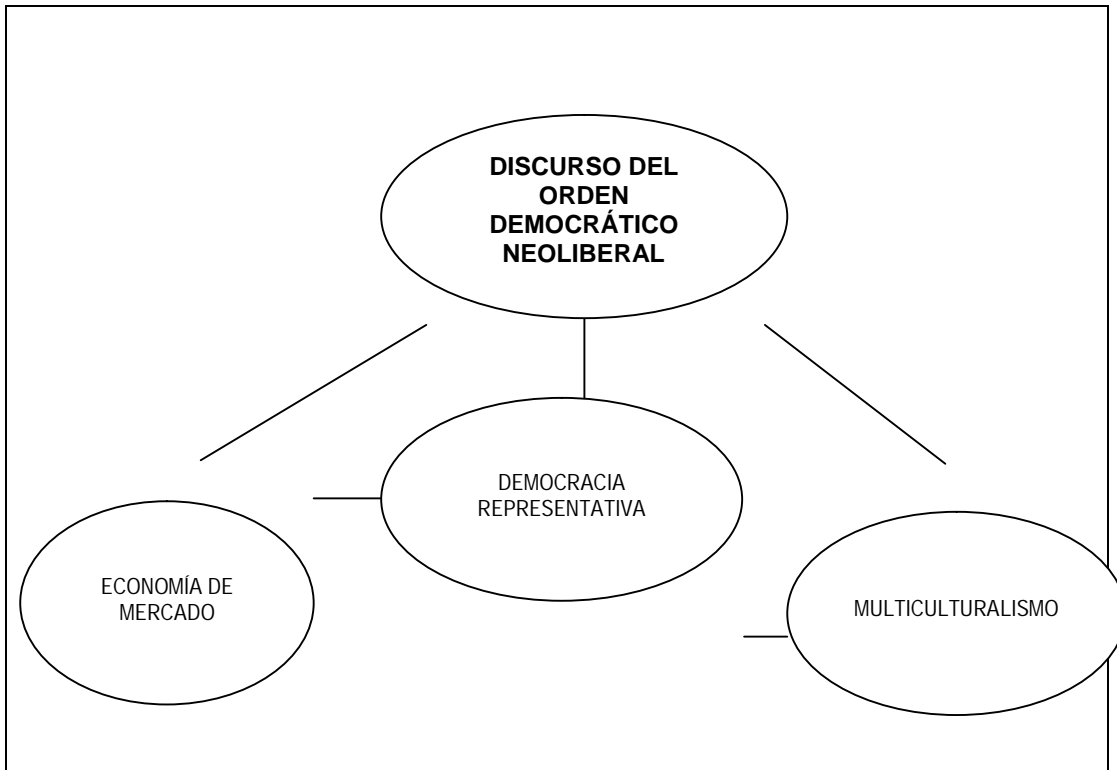 DISCURSO DEL
ORDEN
DEMOCRÁTICO
NEOLIBERAL
DEMOCRACIA
REPRESENTATIVA
ECONOMÍA DE
MERCADO
MULTICULTURALISMO